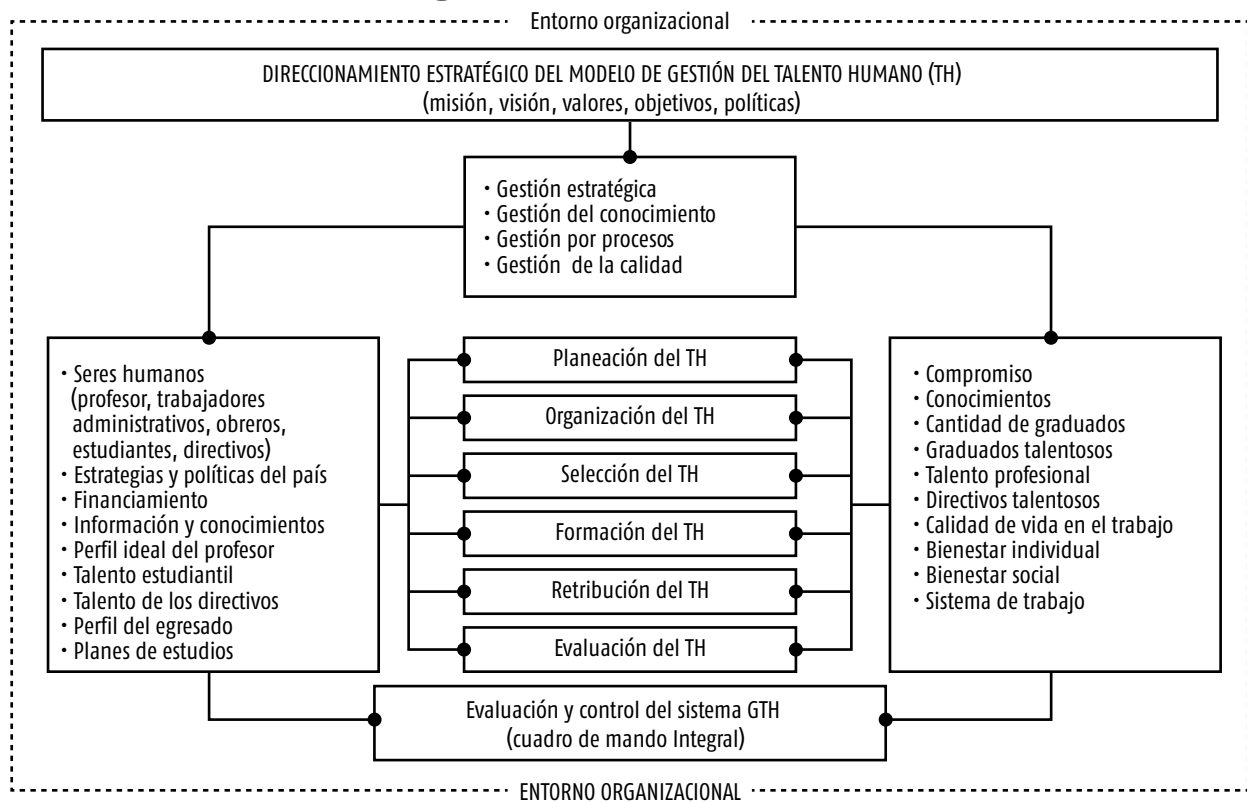 Entorno organizacional
DIRECCIONAMIENTO ESTRATÉGICO DEL MODELO DE GESTIÓN DEL TALENTO HUMANO (TH)
(misión, visión, valores, objetivos, políticas)
· Gestión estratégica
· Gestión del conocimiento
· Gestión por procesos
· Gestión de la calidad
· Seres humanos
(profesor, trabajadores
administrativos, obreros,
estudiantes, directivos)
· Estrategias y políticas del país
· Financiamiento
· Información y conocimientos
· Perfil ideal del profesor
· Talento estudiantil
· Talento de los directivos
· Perfil del egresado
· Planes de estudios
Planeación del TH
Organización del TH
Selección del TH
Formación del TH
Retribución del TH
Evaluación del TH
· Compromiso
· Conocimientos
· Cantidad de graduados
· Graduados talentosos
· Talento profesional
· Directivos talentosos
· Calidad de vida en el trabajo
· Bienestar individual
· Bienestar social
· Sistema de trabajo
Evaluación y control del sistema GTH
(cuadro de mando Integral)
ENTORNO ORGANIZACIONAL